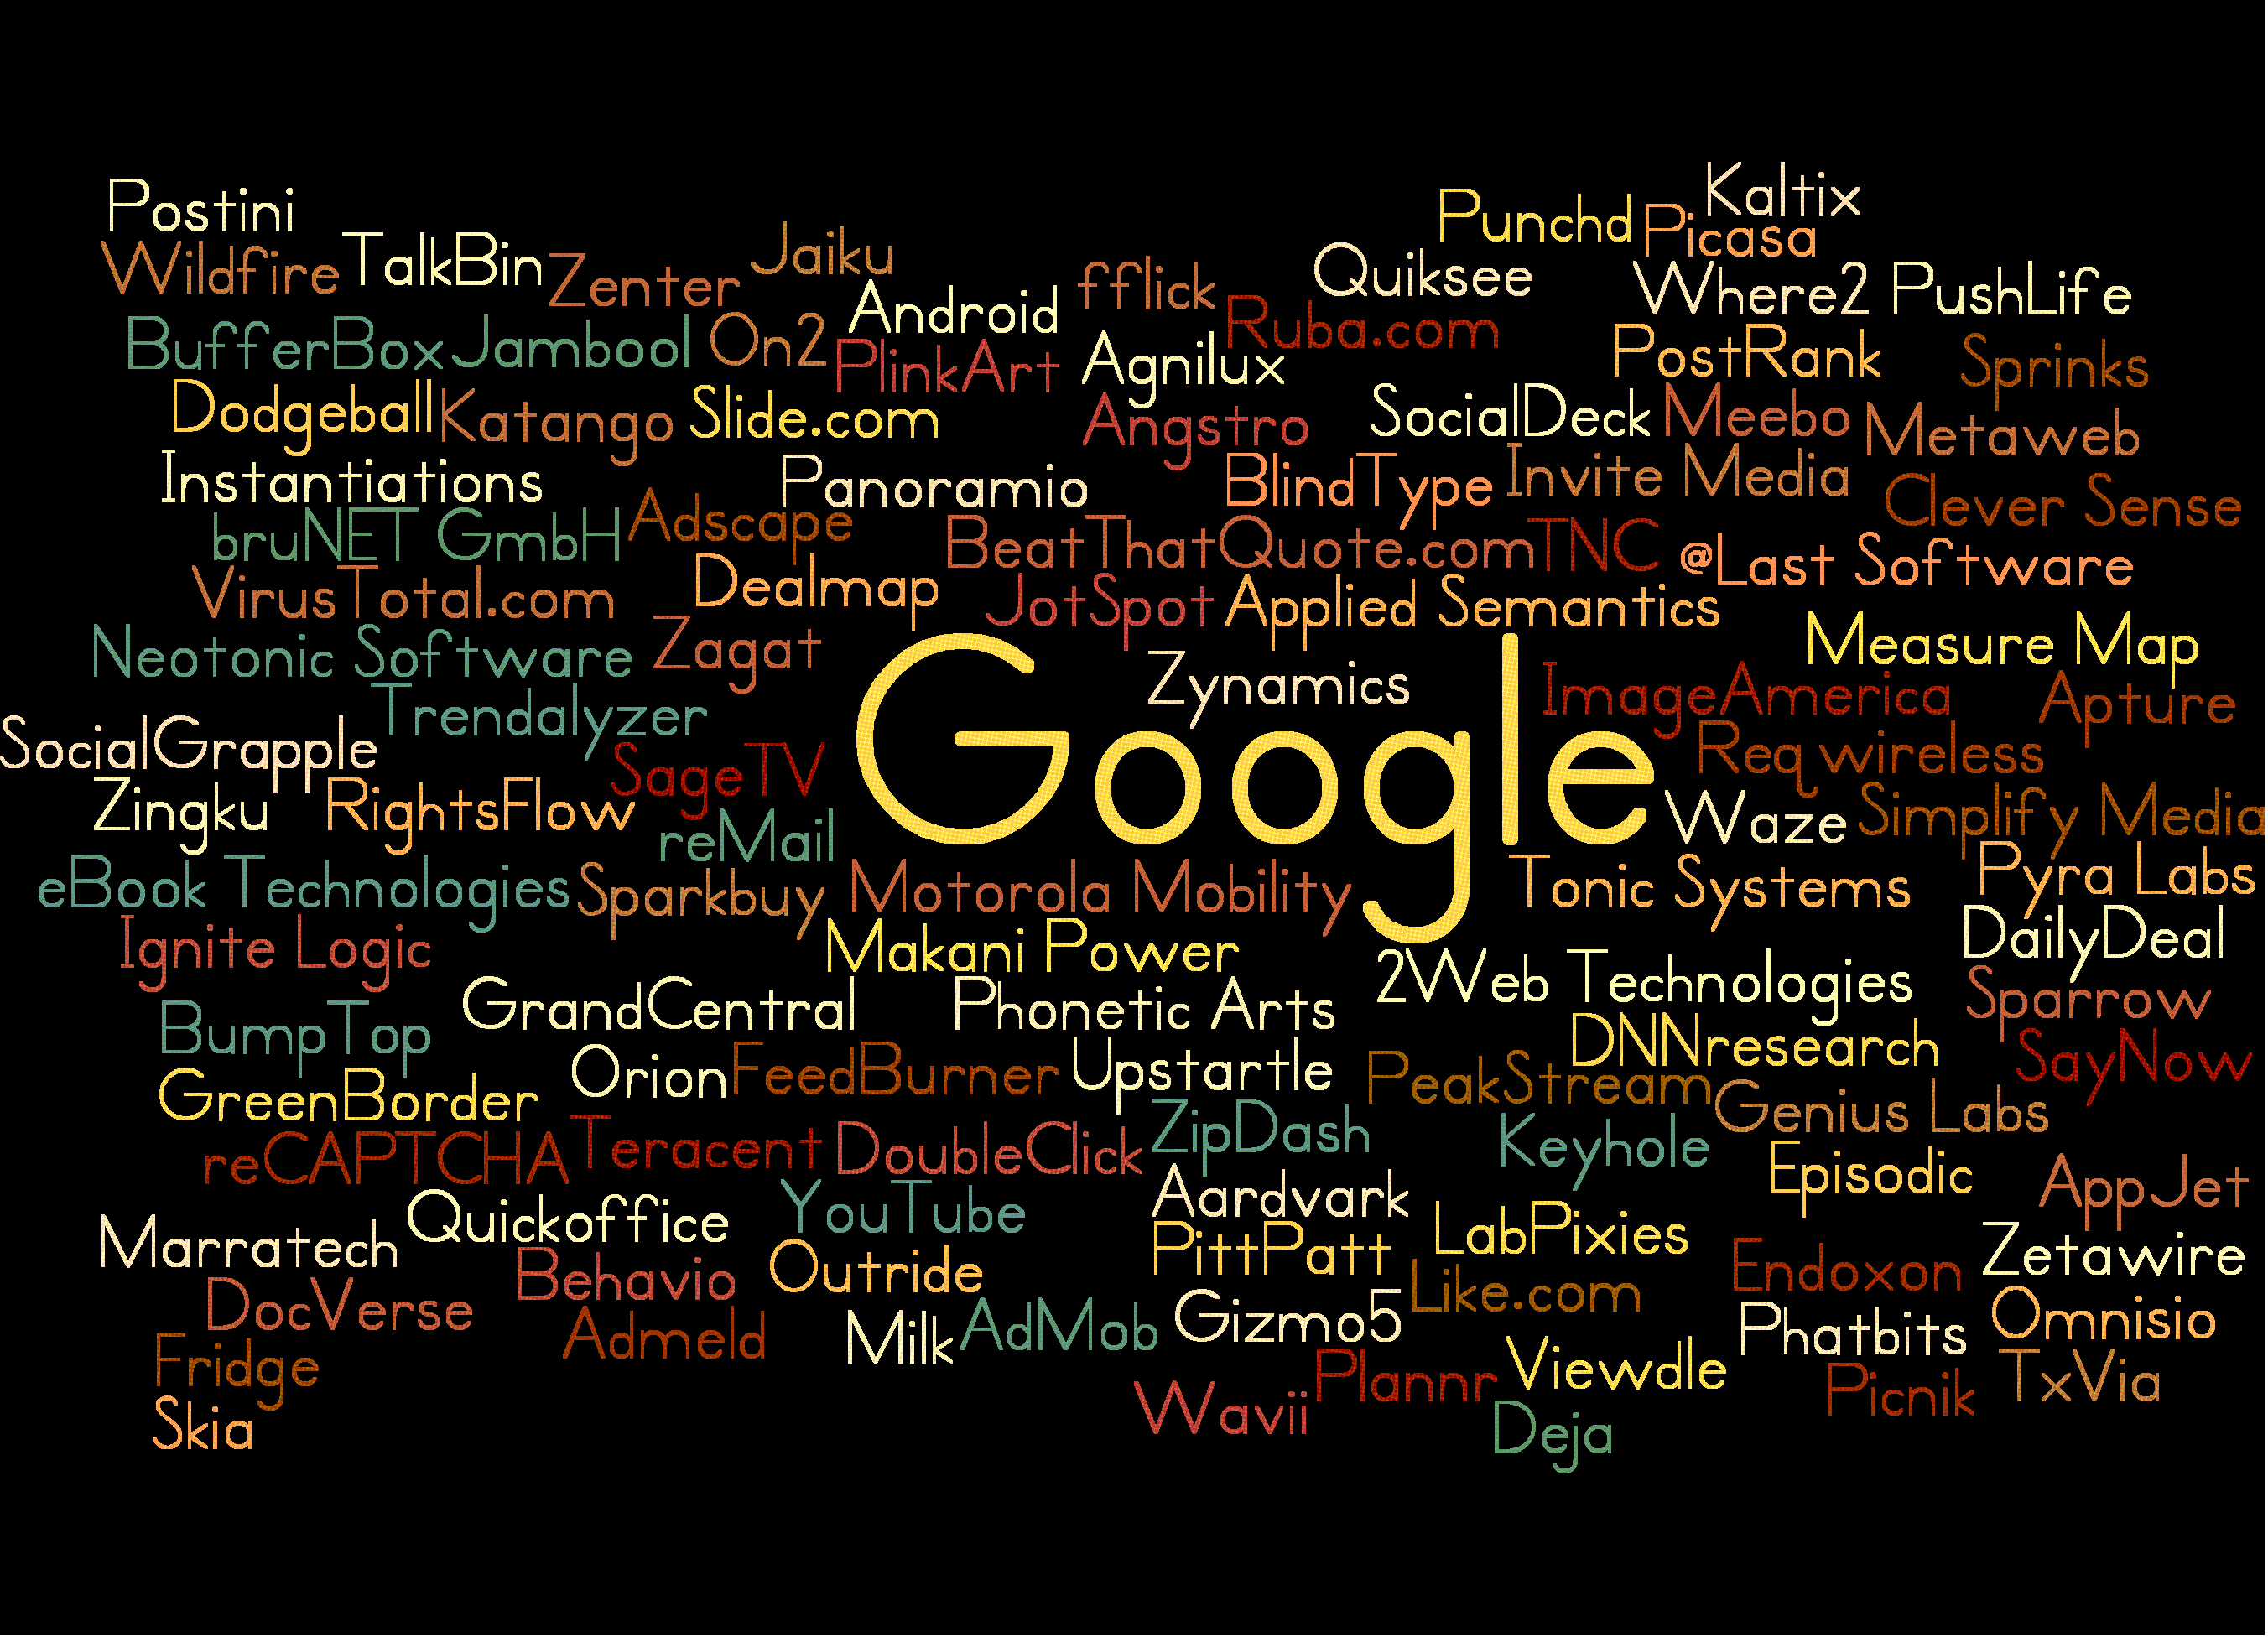 Kaltix
Postini
Punchd
Picasa
Wildfire
TalkBin
Zenter
Jaiku
fflick
Quiksee
Where2
PushLife
Android
Ruba.com
BufferBox
Jambool
On2
PlinkArt
Agnilux
PostRank
Sprinks
Dodgeball
Katango
Slide.com
Angstro
SocialDeck
Meebo
Metaweb
Instantiations
Panoramio
BlindType
Invite Media
Clever Sense
bruNET GmbH
Adscape
BeatThatQuote.com
TNC
@Last Software
VirusTotal.com
Dealmap
JotSpot
Applied Semantics
Neotonic Software
Zagat
Measure Map
Google
Zynamics
ImageAmerica
Apture
Trendalyzer
SocialGrapple
SageTV
Reqwireless
Zingku
RightsFlow
reMail
Waze
Simplify Media
eBook Technologies
Sparkbuy
Motorola Mobility
Tonic Systems
Pyra Labs
Ignite Logic
Makani Power
DailyDeal
GrandCentral
Phonetic Arts
2Web Technologies
Sparrow
BumpTop
Orion
FeedBurner
Upstartle
PeakStream
DNNresearch
SayNow
GreenBorder
Genius Labs
reCAPTCHA
Teracent
DoubleClick
ZipDash
Keyhole
Episodic
AppJet
Marratech
Quickoffice
YouTube
Aardvark
LabPixies
Zetawire
Behavio
Outride
PittPatt
Endoxon
DocVerse
Like.com
Admeld
Milk
AdMob
Gizmo5
Phatbits
Omnisio
Fridge
Plannr
Viewdle
Picnik
TxVia
Skia
Wavii
Deja